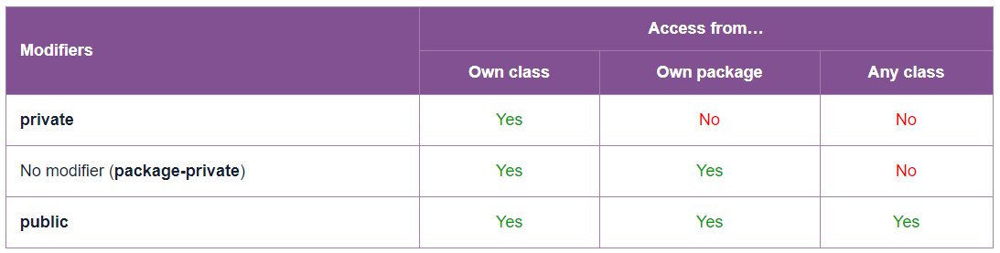 Modifiers
Access from…
Own class Own package Any class
private Yes No No
No modifier (package-private) Yes Yes No
public Yes Yes Yes